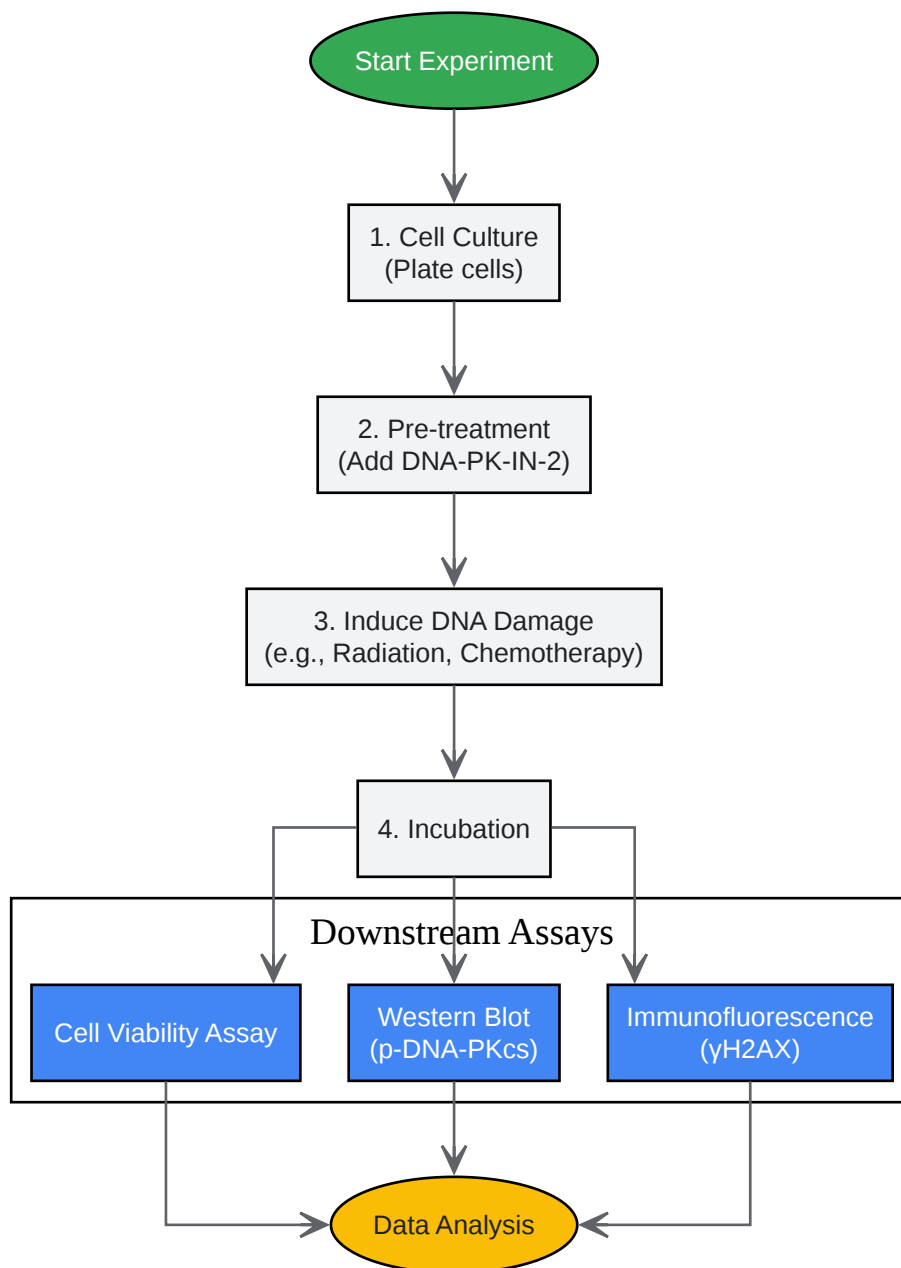 Start Experiment
1. Cell Culture
(Plate cells)
2. Pre-treatment
(Add DNA-PK-IN-2)
3. Induce DNA Damage
(e.g., Radiation, Chemotherapy)
4. Incubation
Downstream Assays
Cell Viability Assay
Western Blot
(p-DNA-PKcs)
Immunofluorescence
(γH2AX)
Data Analysis